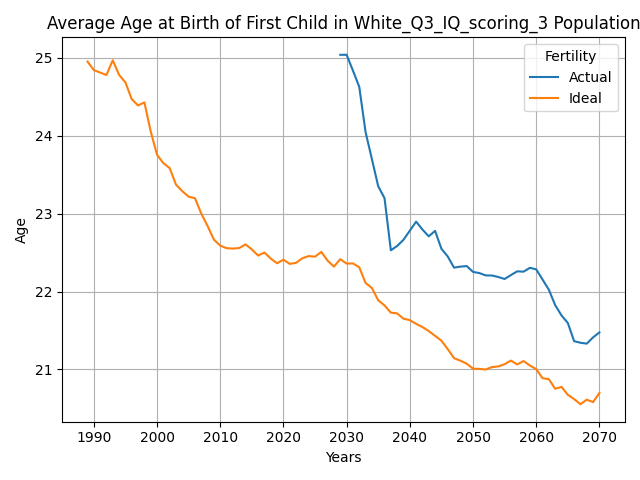 Average Age at Birth of First Child in White_Q3_IQ_scoring_3 Population
Fertility
Actual
Ideal
25
24
23
22
21
Age
1990 2000 2010 2020 2030 2040 2050 2060 2070
Years